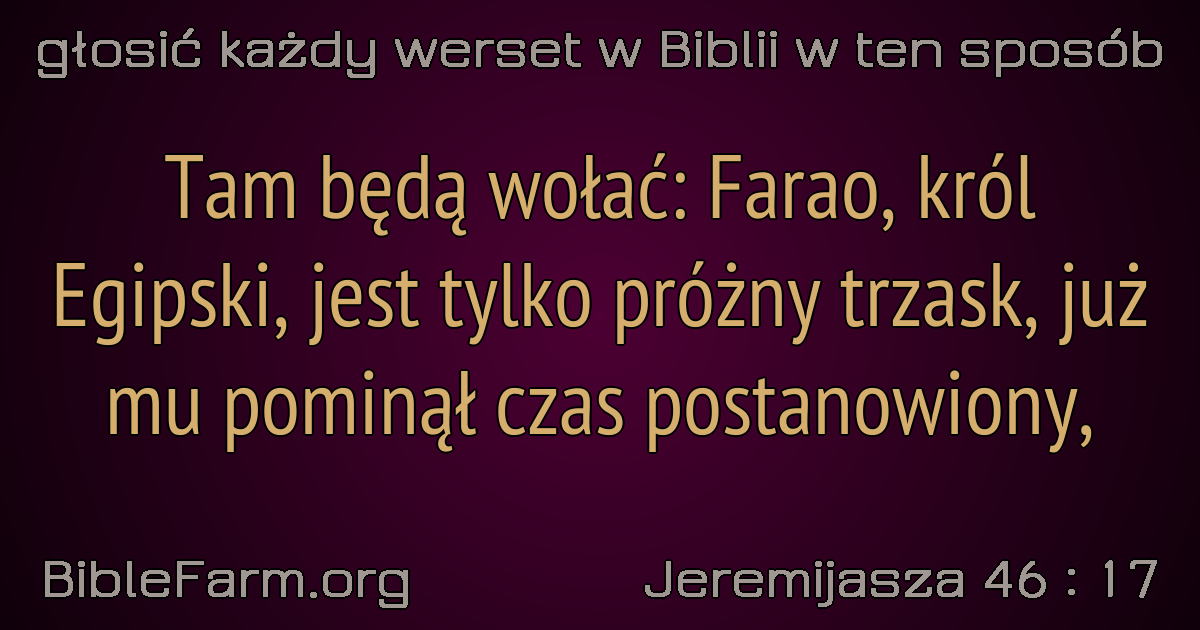 głosić każdy werset w Biblii w ten sposób
Tam będą wołać: Farao, król
Egipski, jest tylko próżny trzask, już
mu pominął czas postanowiony,
BibleFarm.org
Jeremijasza 46 : 17